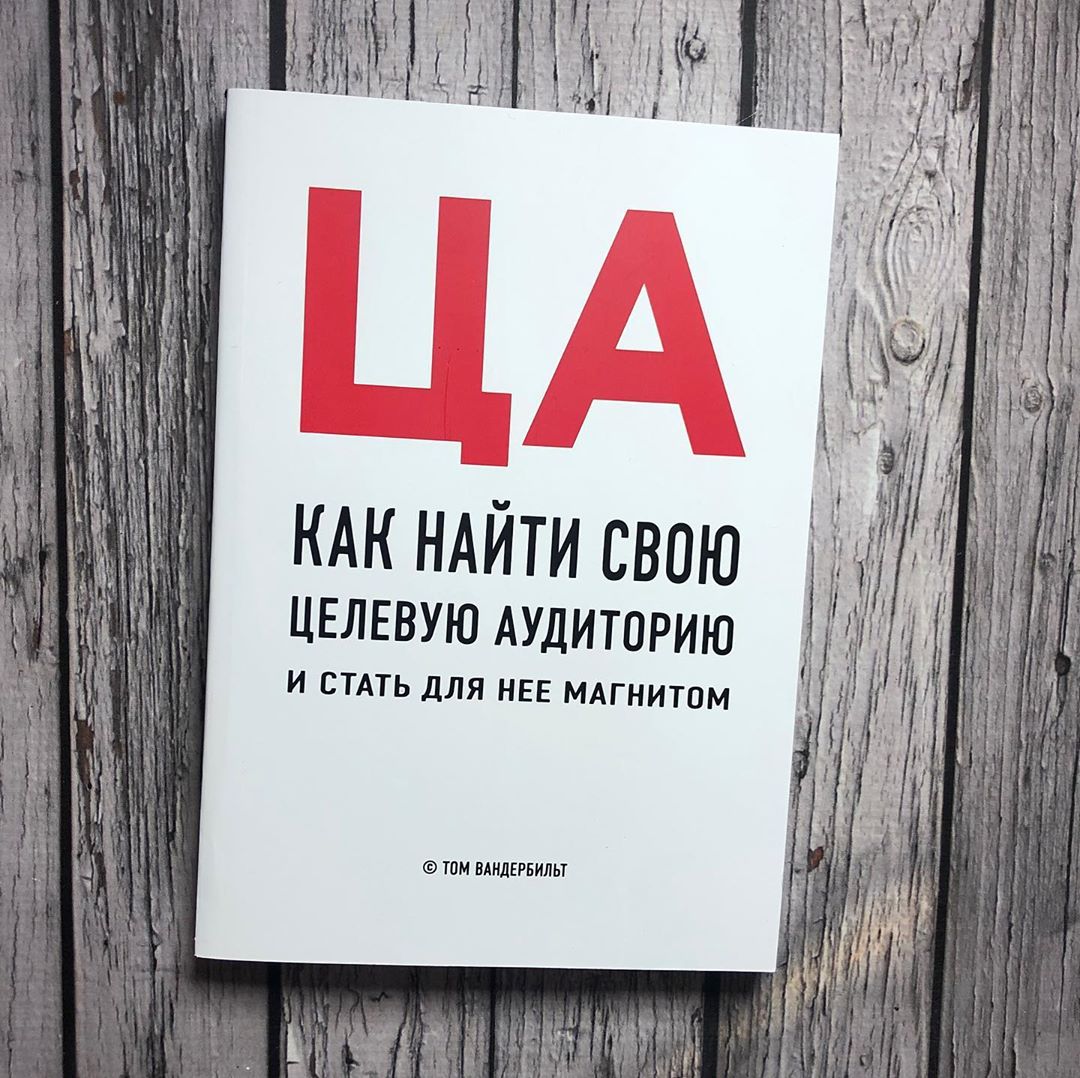 ЦА
КАК НАЙТИ СВОЮ
ЦЕЛЕВУЮ АУДИТОРИЮ
И СТАТЬ ДЛЯ НЕЕ МАГНИТОМ
© ТОМ ВАНДЕРБИЛЬТ